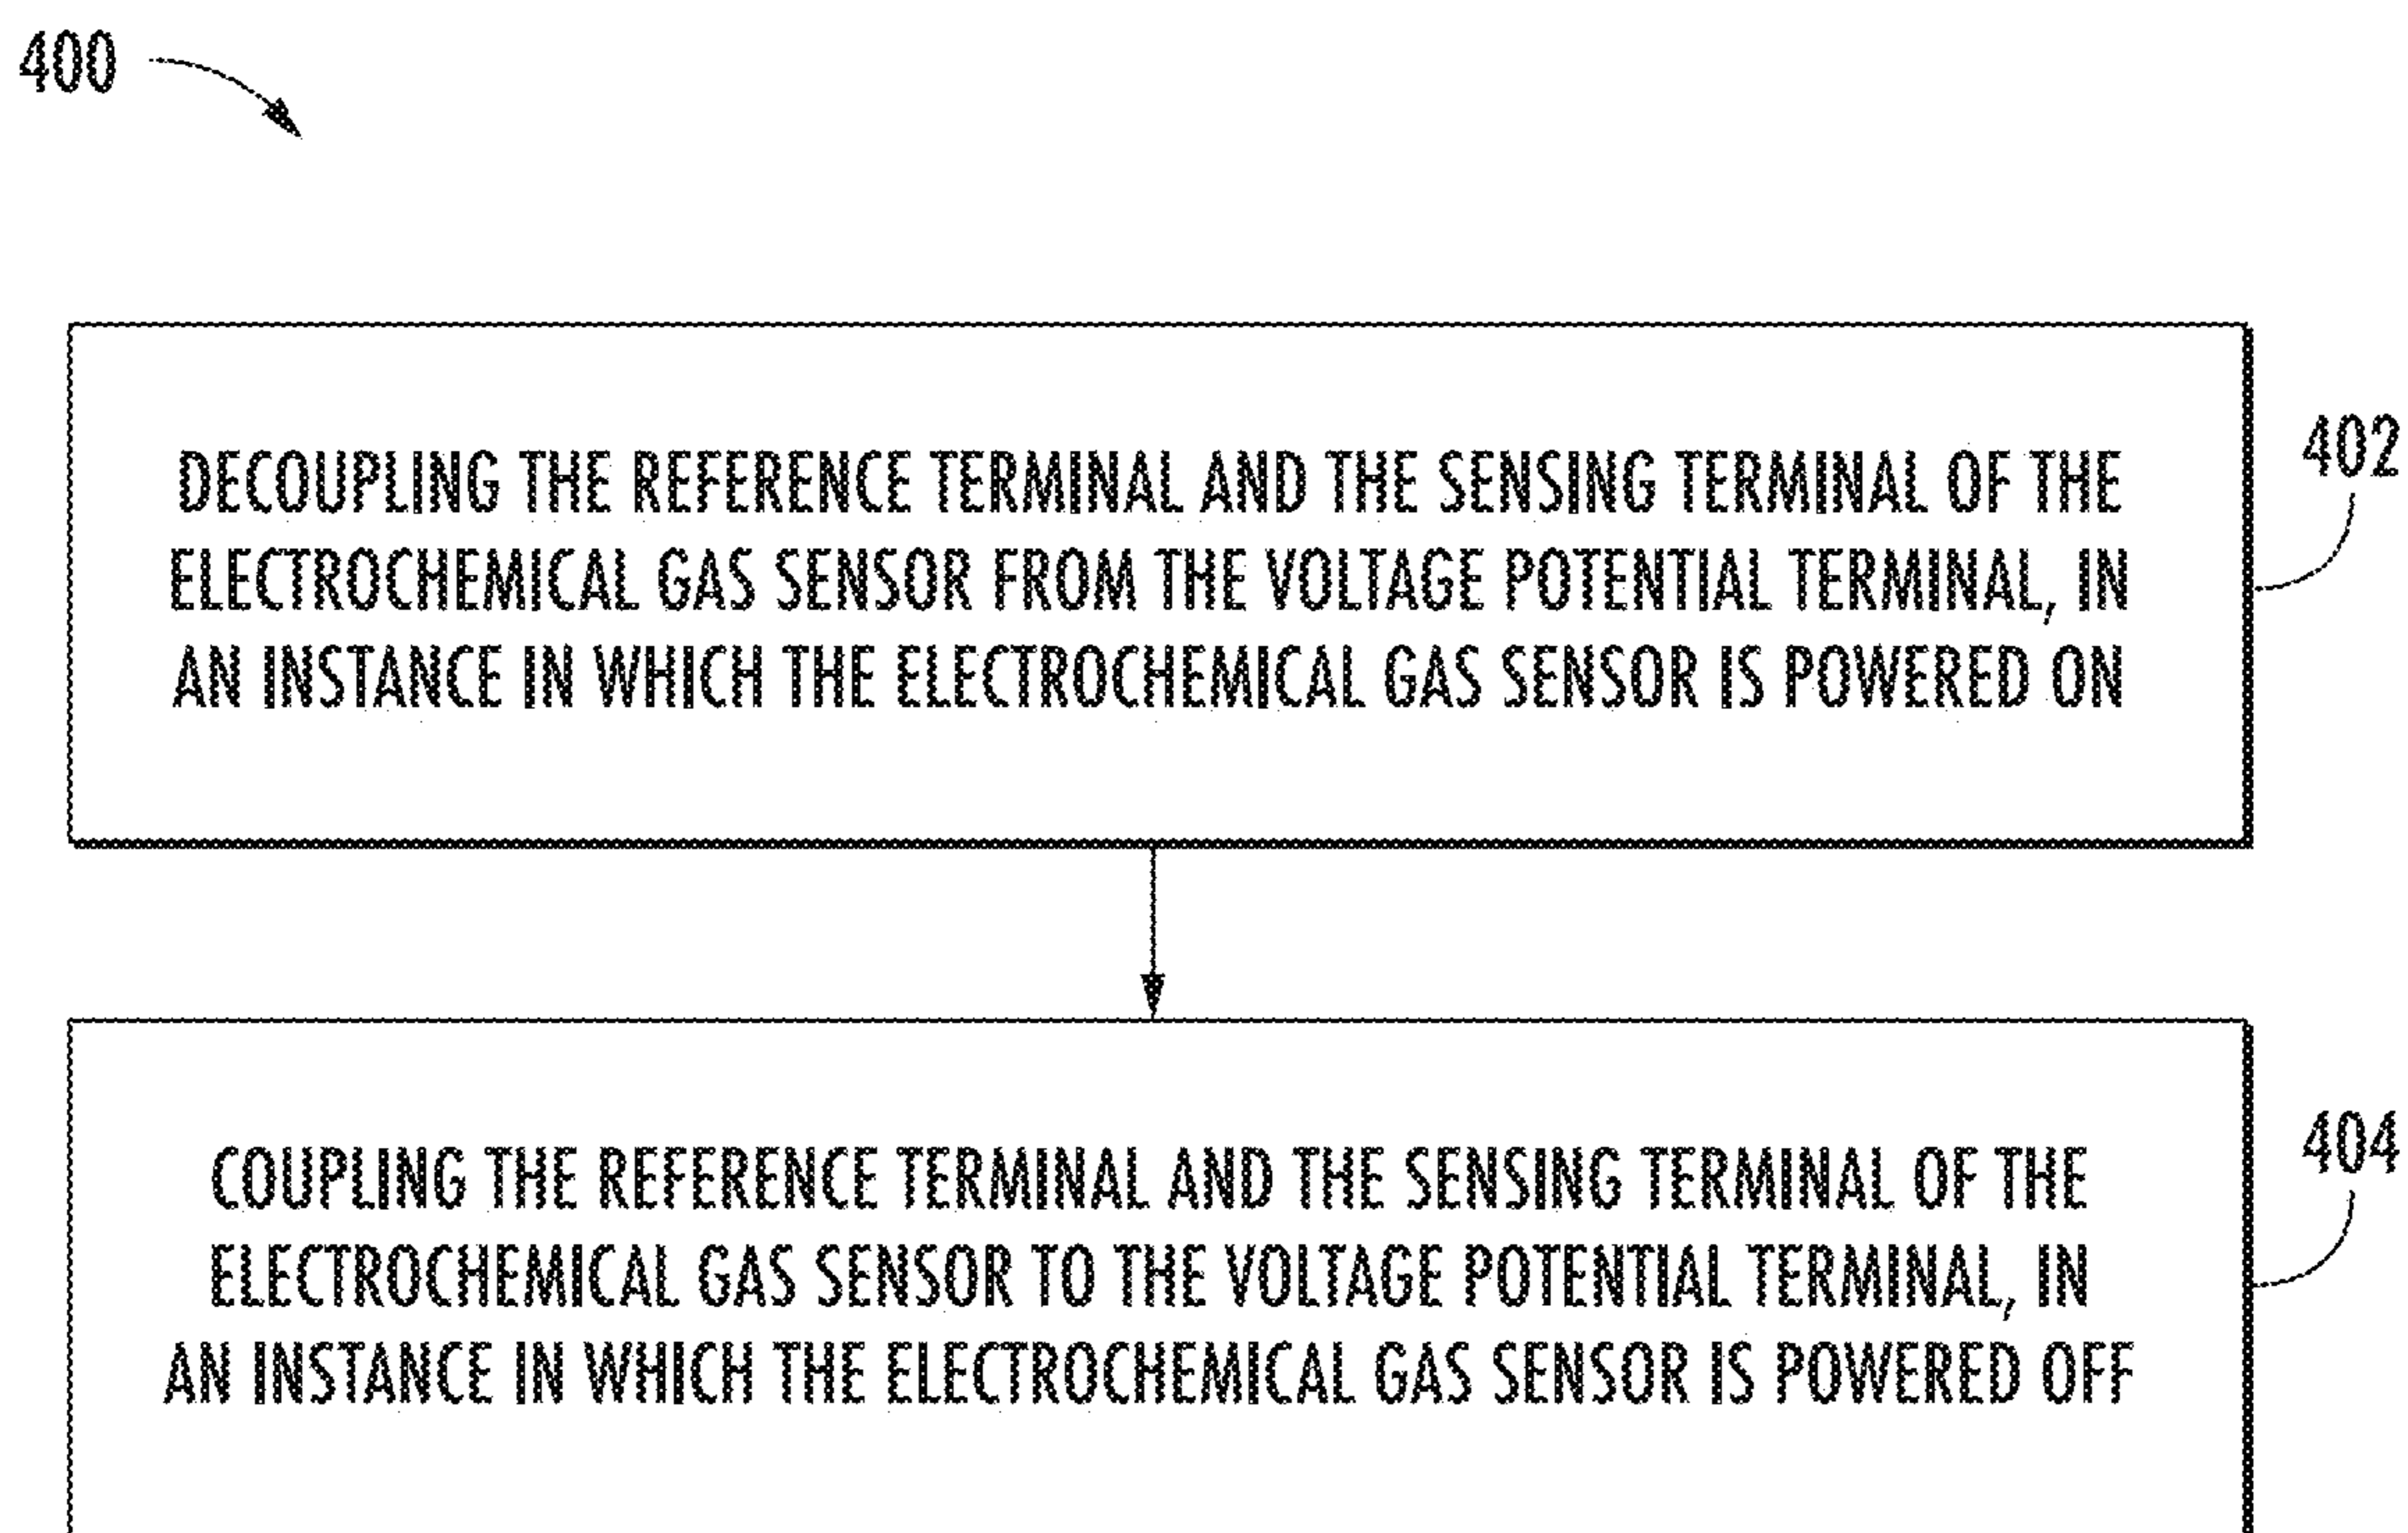 400
DECOUPLING THE REFERENCE TERMINAL AND THE SENSING TERMINAL OF THE
ELECTROCHEMICAL GAS SENSOR FROM THE VOLTAGE POTENTIAL TERMINAL, IN
AN INSTANCE IN WHICH THE ELECTROCHEMICAL GAS SENSOR IS POWERED ON
402
COUPLING THE REFERENCE TERMINAL AND THE SENSING TERMINAL OF THE
ELECTROCHEMICAL GAS SENSOR TO THE VOLTAGE POTENTIAL TERMINAL, IN
AN INSTANCE IN WHICH THE ELECTROCHEMICAL GAS SENSOR IS POWERED OFF
404